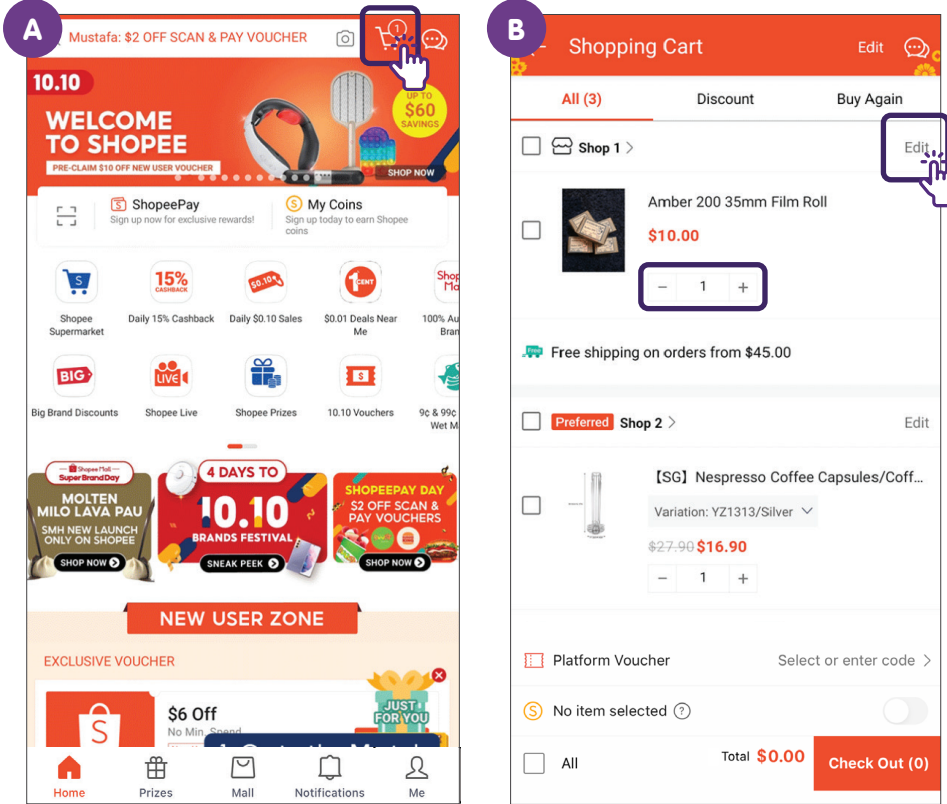 A
Mustafa: $2 OFF SCAN & PAY VOUCHER
1
10.10
WELCOME
TO SHOPEE
PRE-CLAIM $10 OFF NEW USER VOUCHER
UP TO
$60
SAVINGS
SHOP NOW
ShopeePay
Sign up now for exclusive rewards!
My Coins
Sign up today to earn Shopee
coins
Shopee
Supermarket
15%
CASHBACK
Daily 15% Cashback
$0.10
Daily $0.10 Sales
1 CENT
$0.01 Deals Near
Me
Shop
Ma
100% Au
Bran
BIG
Big Brand Discounts
LIVE
Shopee Live
Shopee Prizes
10.10 Vouchers
9¢ & 99¢
Wet M
Shopee Mall
Super Brand Day
MOLTEN
MILO LAVA PAU
SMH NEW LAUNCH
ONLY ON SHOPEE
SHOP NOW
4 DAYS TO
10.10
BRANDS FESTIVAL
SNEAK PEEK
SHOPEEPAY DAY
$2 OFF SCAN &
PAY VOUCHERS
SHOP NOW
NEW USER ZONE
EXCLUSIVE VOUCHER
$6 Off
No Min. Spend
JUST
FOR YOU
Home
Prizes
Mall
Notifications
Me
B
Shopping Cart
Edit
All (3)
Discount
Buy Again
Shop 1 >
Edit
Amber 200 35mm Film Roll
$10.00
− 1 +
Free
Free shipping on orders from $45.00
Preferred Shop 2 >
Edit
【SG】Nespresso Coffee Capsules/Coff...
Variation: YZ1313/Silver
$27.90 $16.90
− 1 +
Platform Voucher
Select or enter code >
S
No item selected ?
All
Total $0.00
Check Out (0)